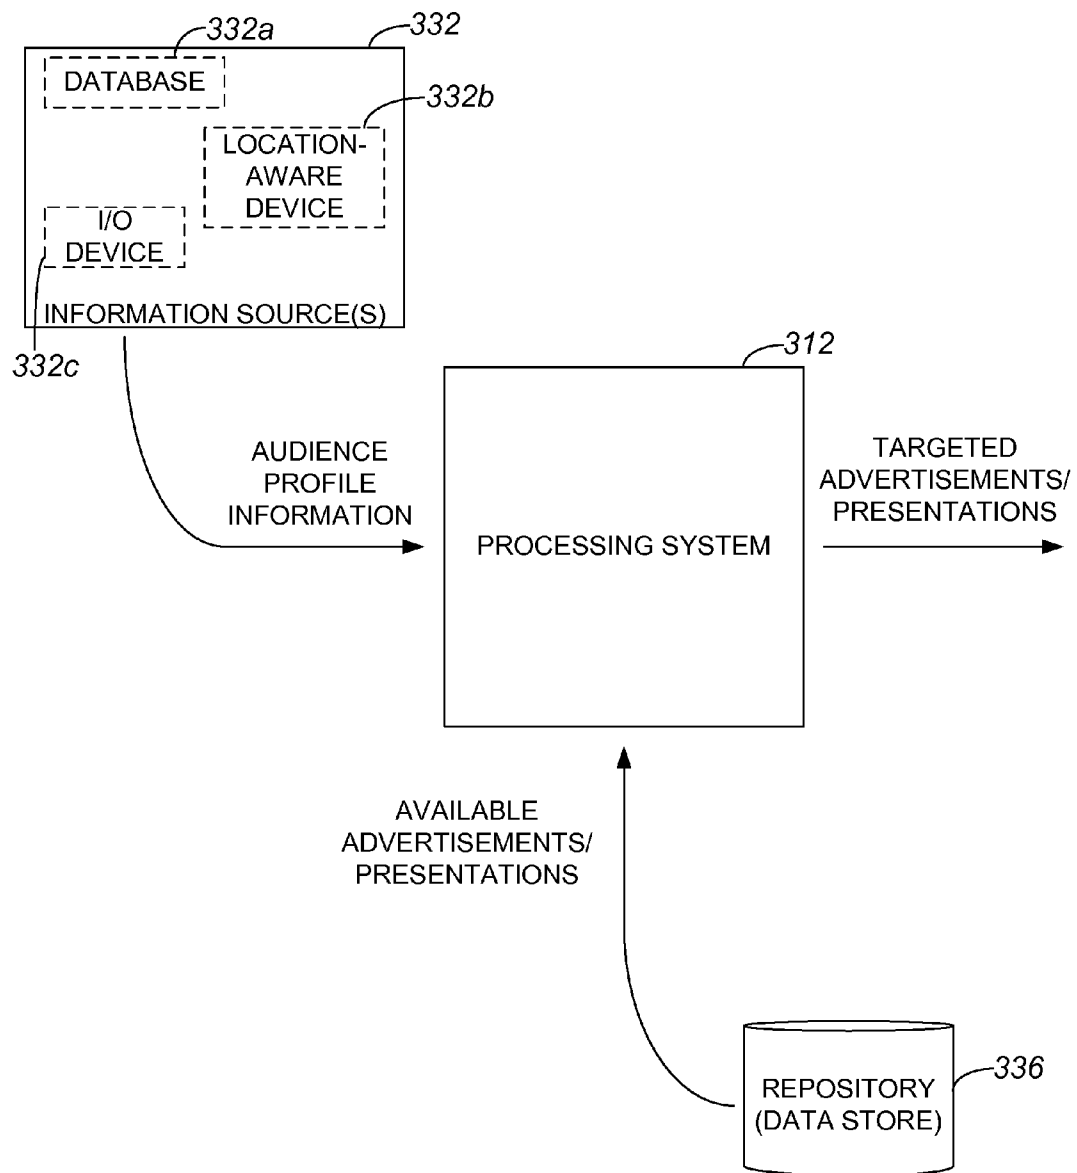 332a
332
DATABASE
332b
LOCATION-
AWARE
DEVICE
I/O
DEVICE
INFORMATION SOURCE(S)
332c
312
AUDIENCE
PROFILE
INFORMATION
PROCESSING SYSTEM
TARGETED
ADVERTISEMENTS/
PRESENTATIONS
AVAILABLE
ADVERTISEMENTS/
PRESENTATIONS
336
REPOSITORY
(DATA STORE)